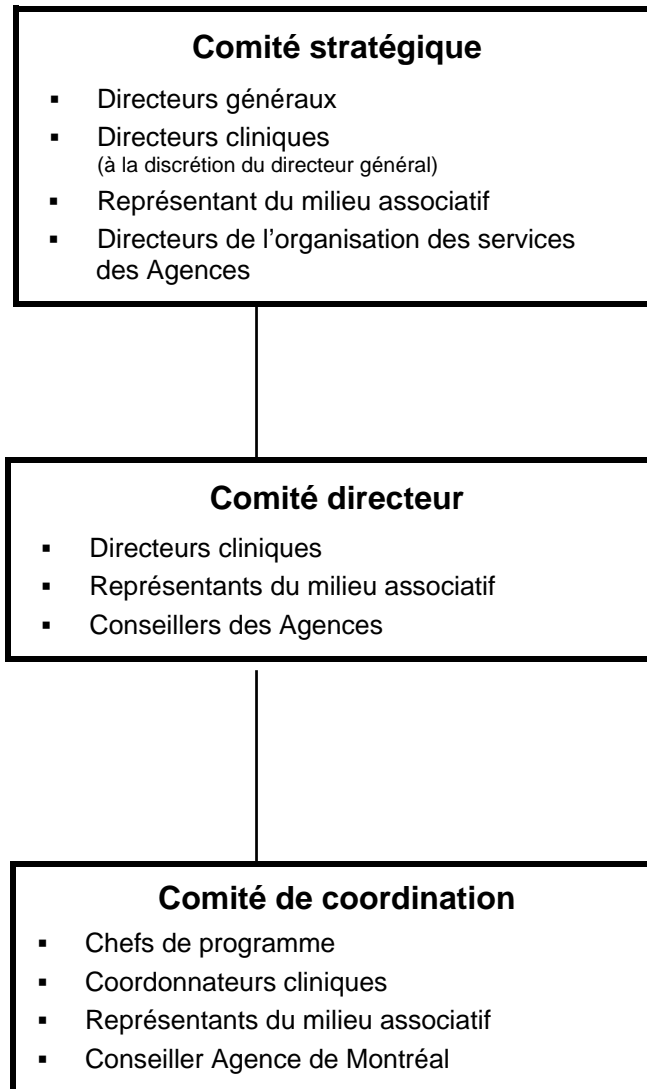 Comité stratégique
▪ Directeurs généraux
▪ Directeurs cliniques
(à la discrétion du directeur général)
▪ Représentant du milieu associatif
▪ Directeurs de l’organisation des services
des Agences
Comité directeur
▪ Directeurs cliniques
▪ Représentants du milieu associatif
▪ Conseillers des Agences
Comité de coordination
▪ Chefs de programme
▪ Coordonnateurs cliniques
▪ Représentants du milieu associatif
▪ Conseiller Agence de Montréal